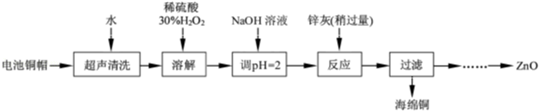 水
稀硫酸
30%H₂O₂
NaOH 溶液
锌灰(稍过量)
电池铜帽
超声清洗
溶解
调pH=2
反应
过滤
……
ZnO
海绵铜